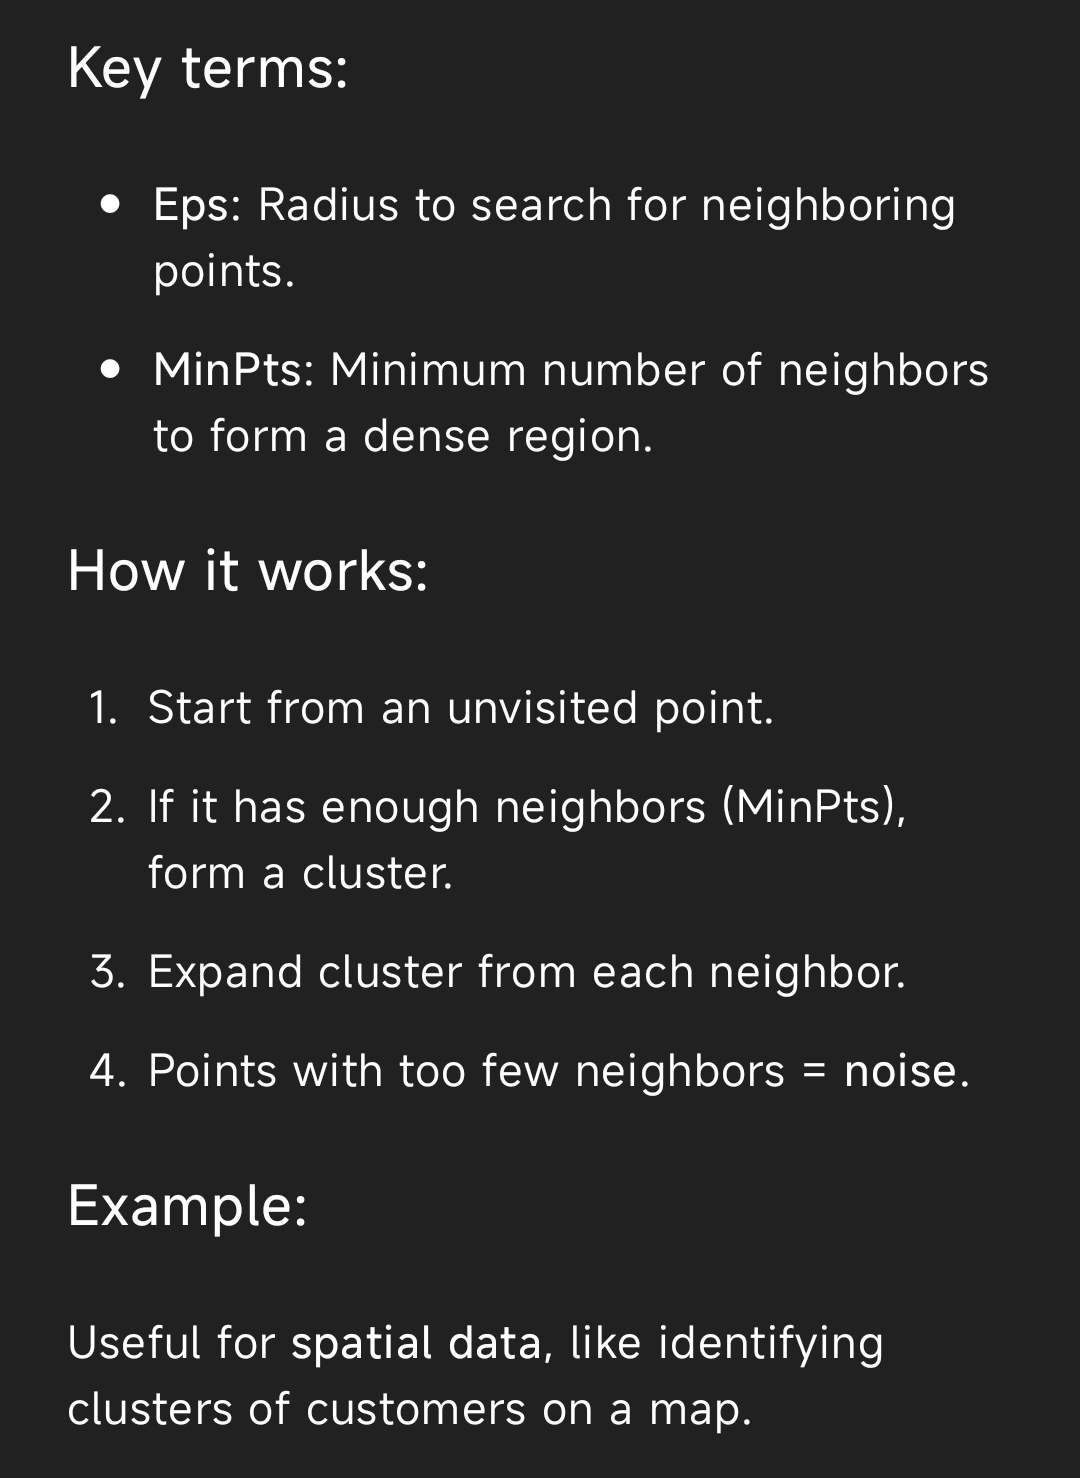 Key terms:
• Eps: Radius to search for neighboring
points.
• MinPts: Minimum number of neighbors
to form a dense region.
How it works:
1. Start from an unvisited point.
2. If it has enough neighbors (MinPts),
form a cluster.
3. Expand cluster from each neighbor.
4. Points with too few neighbors = noise.
Example:
Useful for spatial data, like identifying
clusters of customers on a map.